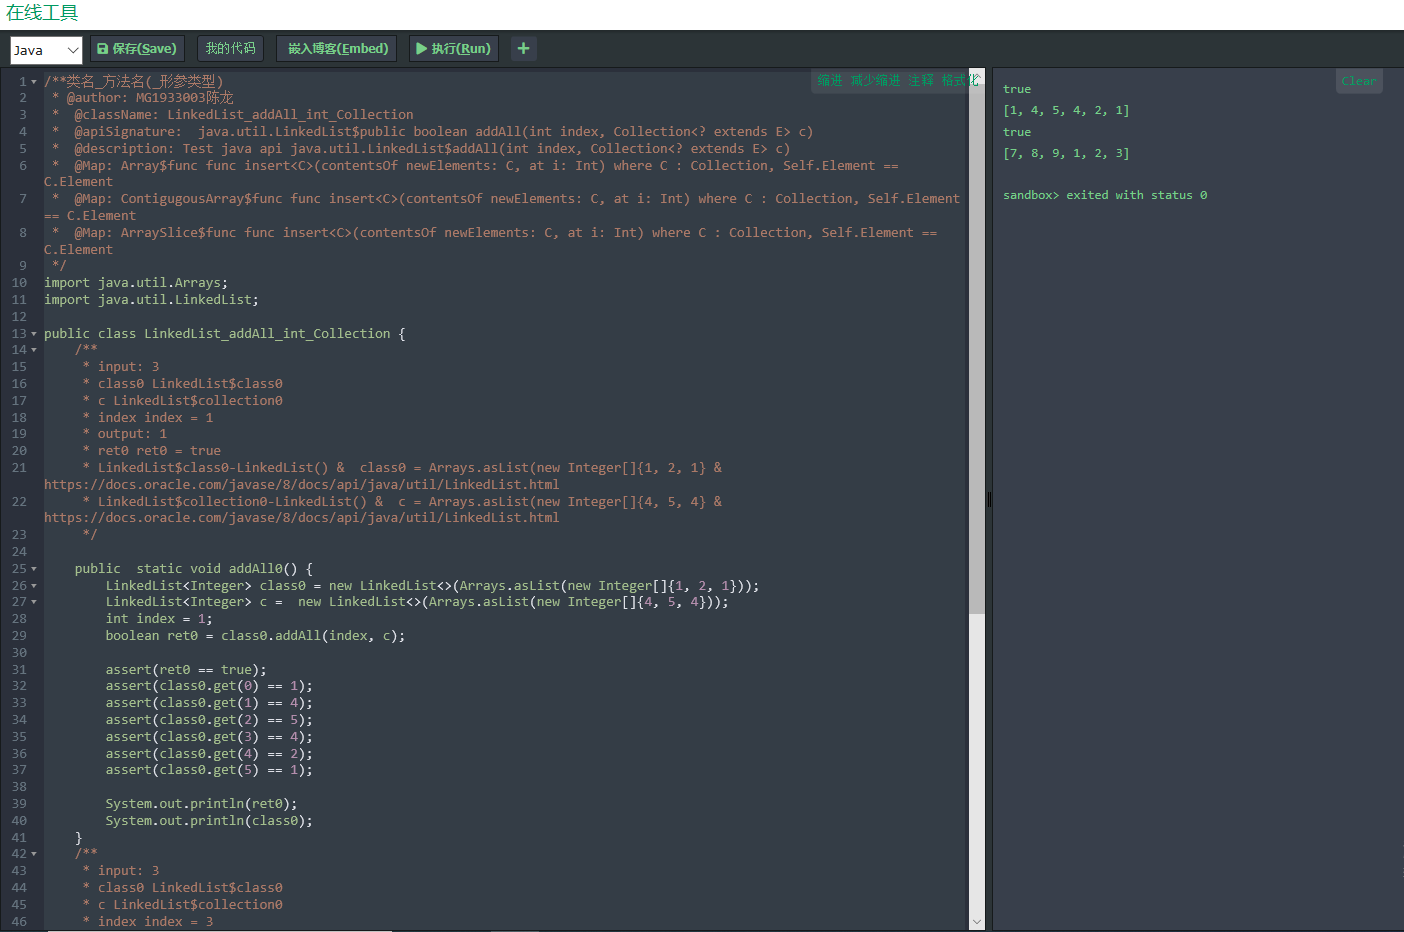 在线工具
Java 保存(Save) 我的代码 嵌入博客(Embed) 执行(Run) +
缩进 减少缩进 注释 格式化
Clear
1 /**类名_方法名(_形参类型)
2  * @author: MG1933003陈龙
3  *  @className: LinkedList_addAll_int_Collection
4  *  @apiSignature:  java.util.LinkedList$public boolean addAll(int index, Collection<? extends E> c)
5  *  @description: Test java api java.util.LinkedList$addAll(int index, Collection<? extends E> c)
6  *  @Map: Array$func func insert<C>(contentsOf newElements: C, at i: Int) where C : Collection, Self.Element ==
C.Element
7  *  @Map: ContigugousArray$func func insert<C>(contentsOf newElements: C, at i: Int) where C : Collection, Self.Element
== C.Element
8  *  @Map: ArraySlice$func func insert<C>(contentsOf newElements: C, at i: Int) where C : Collection, Self.Element ==
C.Element
9  */
10 import java.util.Arrays;
11 import java.util.LinkedList;
12
13 public class LinkedList_addAll_int_Collection {
14     /**
15      * input: 3
16      * class0 LinkedList$class0
17      * c LinkedList$collection0
18      * index index = 1
19      * output: 1
20      * ret0 ret0 = true
21      * LinkedList$class0-LinkedList() &  class0 = Arrays.asList(new Integer[]{1, 2, 1} &
https://docs.oracle.com/javase/8/docs/api/java/util/LinkedList.html
22      * LinkedList$collection0-LinkedList() &  c = Arrays.asList(new Integer[]{4, 5, 4} &
https://docs.oracle.com/javase/8/docs/api/java/util/LinkedList.html
23      */
24
25     public  static void addAll0() {
26         LinkedList<Integer> class0 = new LinkedList<>(Arrays.asList(new Integer[]{1, 2, 1}));
27         LinkedList<Integer> c =  new LinkedList<>(Arrays.asList(new Integer[]{4, 5, 4}));
28         int index = 1;
29         boolean ret0 = class0.addAll(index, c);
30
31         assert(ret0 == true);
32         assert(class0.get(0) == 1);
33         assert(class0.get(1) == 4);
34         assert(class0.get(2) == 5);
35         assert(class0.get(3) == 4);
36         assert(class0.get(4) == 2);
37         assert(class0.get(5) == 1);
38
39         System.out.println(ret0);
40         System.out.println(class0);
41     }
42     /**
43      * input: 3
44      * class0 LinkedList$class0
45      * c LinkedList$collection0
46      * index index = 3
true
[1, 4, 5, 4, 2, 1]
true
[7, 8, 9, 1, 2, 3]
sandbox> exited with status 0